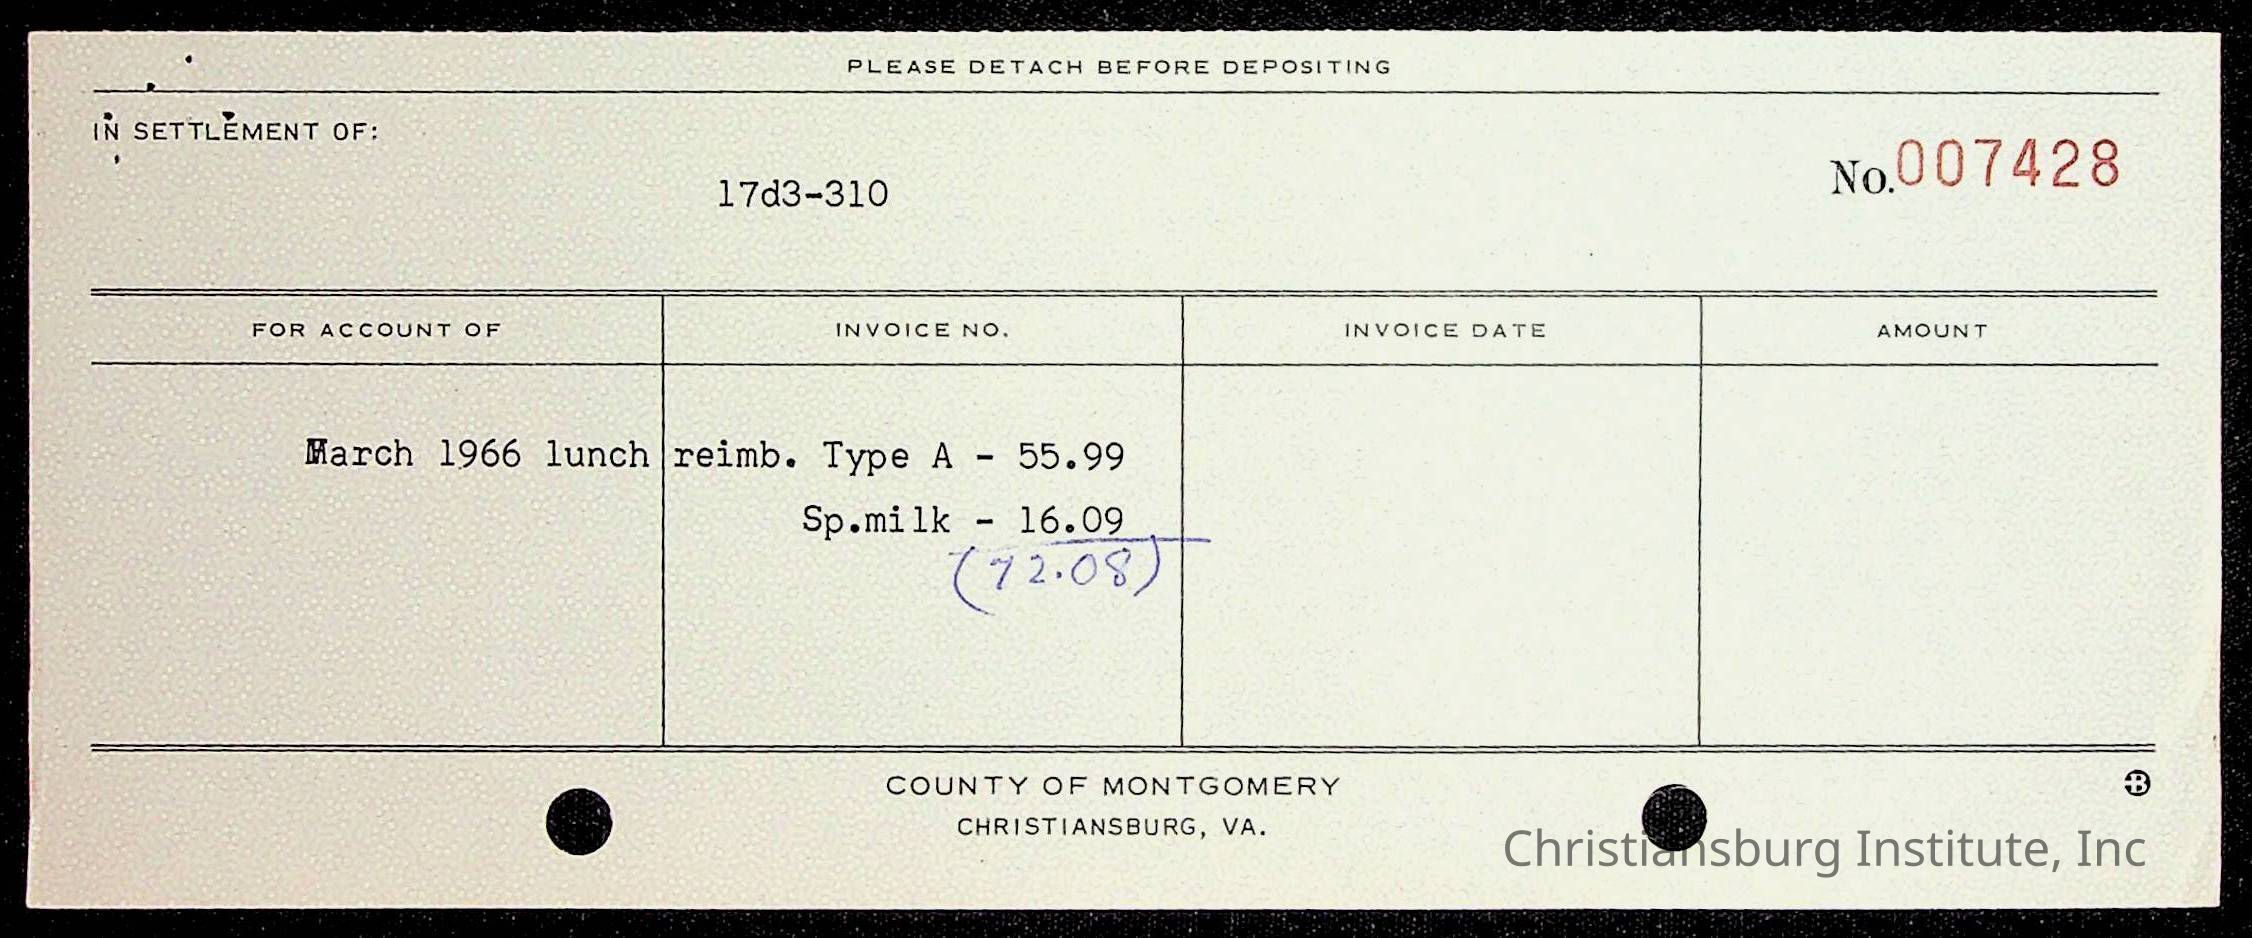 PLEASE DETACH BEFORE DEPOSITING
IN SETTLEMENT OF:
No. 007428
17d3-310
FOR ACCOUNT OF INVOICE NO. INVOICE DATE AMOUNT
March 1966 lunch reimb. Type A - 55.99
Sp.milk - 16.09
(72.08)
COUNTY OF MONTGOMERY
B
CHRISTIANSBURG, VA.
Christiansburg Institute, Inc